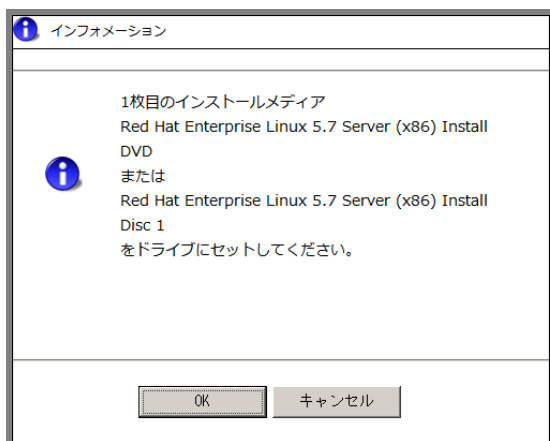 インフォメーション
1枚目のインストールメディア
Red Hat Enterprise Linux 5.7 Server (x86) Install
DVD
または
Red Hat Enterprise Linux 5.7 Server (x86) Install
Disc 1
をドライブにセットしてください。
OK
キャンセル